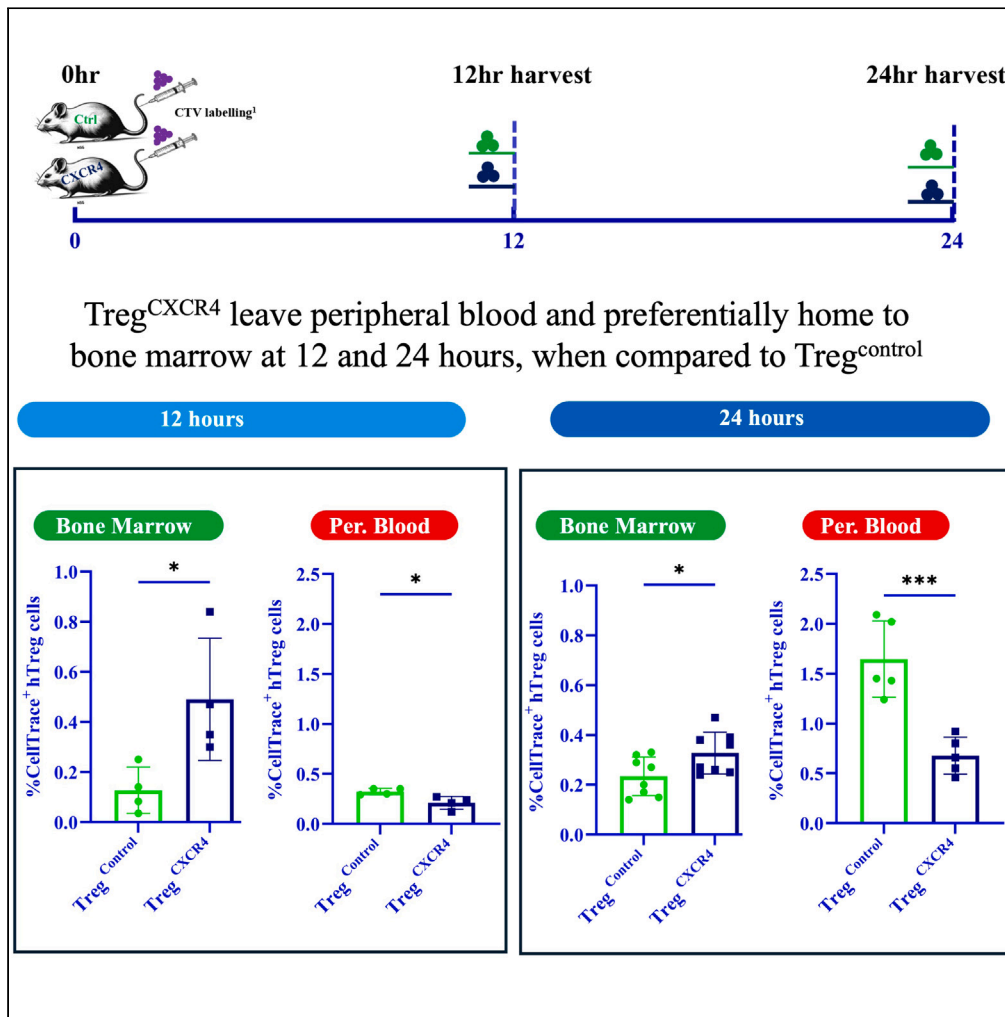 0hr
12hr harvest
24hr harvest
Ctrl
CTV labelling¹
CXCR4
0
12
24
Treg^CXCR4 leave peripheral blood and preferentially home to
bone marrow at 12 and 24 hours, when compared to Treg^control
12 hours
24 hours
Bone Marrow
Per. Blood
Bone Marrow
Per. Blood
%CellTrace⁺ hTreg cells
1.0
0.8
0.6
0.4
0.2
0.0
*
Treg^Control
Treg^CXCR4
%CellTrace⁺ hTreg cells
2.5
2.0
1.5
1.0
0.5
0.0
*
Treg^Control
Treg^CXCR4
%CellTrace⁺ hTreg cells
1.0
0.8
0.6
0.4
0.2
0.0
*
Treg^Control
Treg^CXCR4
%CellTrace⁺ hTreg cells
2.5
2.0
1.5
1.0
0.5
0.0
***
Treg^Control
Treg^CXCR4